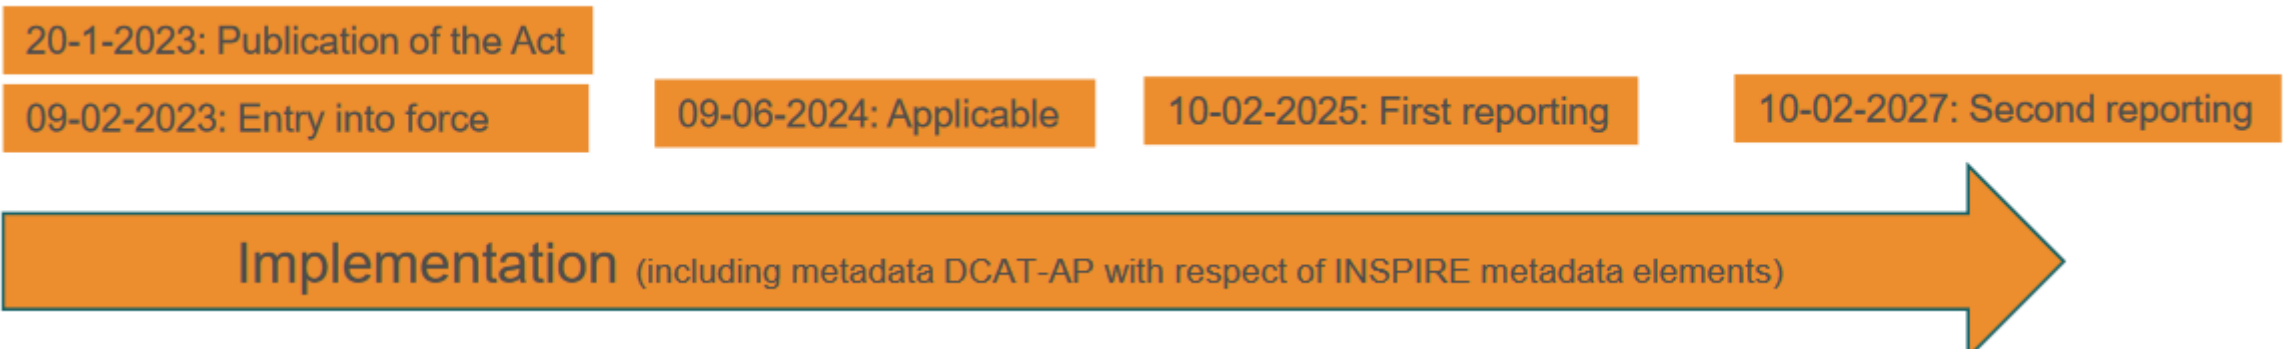 20-1-2023: Publication of the Act
09-02-2023: Entry into force
09-06-2024: Applicable
10-02-2025: First reporting
10-02-2027: Second reporting
Implementation (including metadata DCAT-AP with respect of INSPIRE metadata elements)